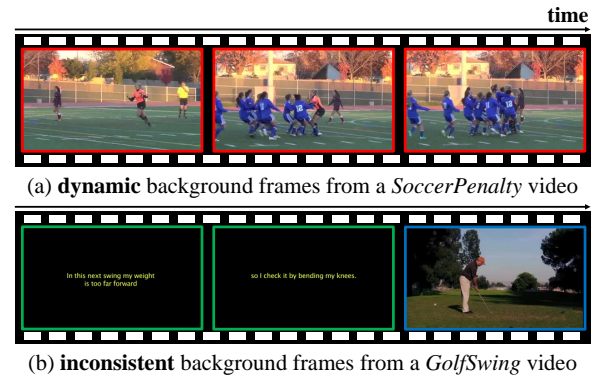 time
(a) dynamic background frames from a SoccerPenalty video
In this next swing my weight
is too far forward
so I check it by bending my knees.
(b) inconsistent background frames from a GolfSwing video